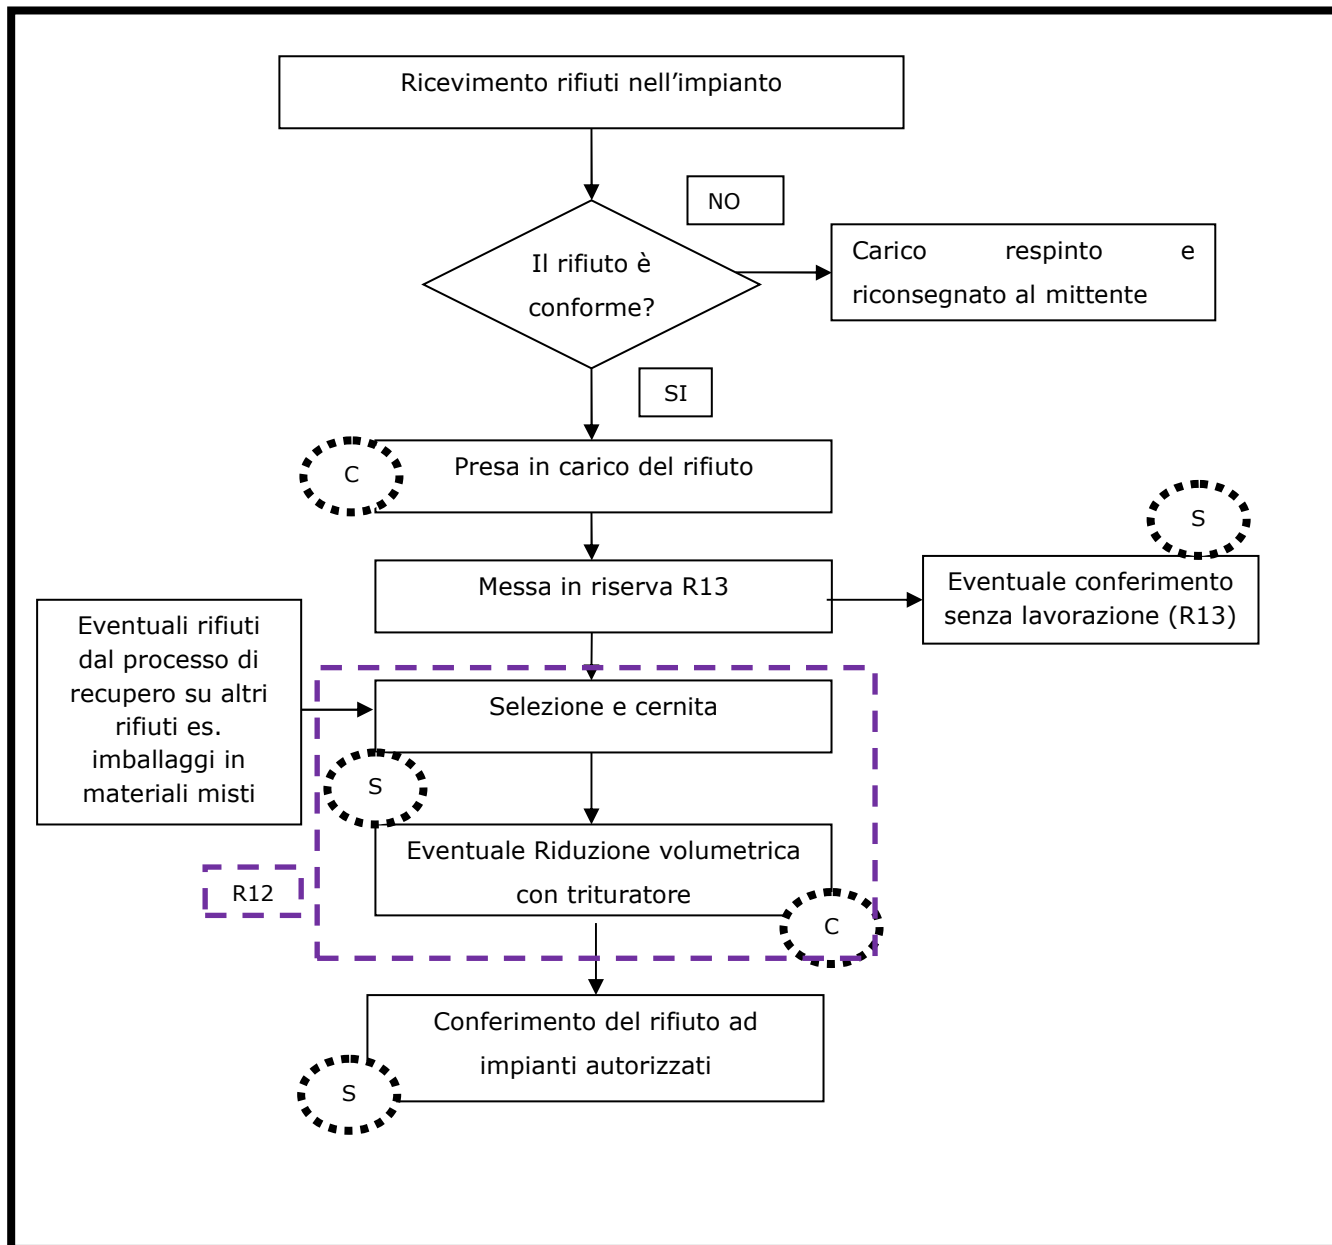 Ricevimento rifiuti nell’impianto
NO
Il rifiuto è
conforme?
Carico respinto e
riconsegnato al mittente
SI
C
Presa in carico del rifiuto
S
Messa in riserva R13
Eventuale conferimento
senza lavorazione (R13)
Eventuali rifiuti
dal processo di
recupero su altri
rifiuti es.
imballaggi in
materiali misti
Selezione e cernita
S
Eventuale Riduzione volumetrica
con trituratore
R12
C
Conferimento del rifiuto ad
impianti autorizzati
S